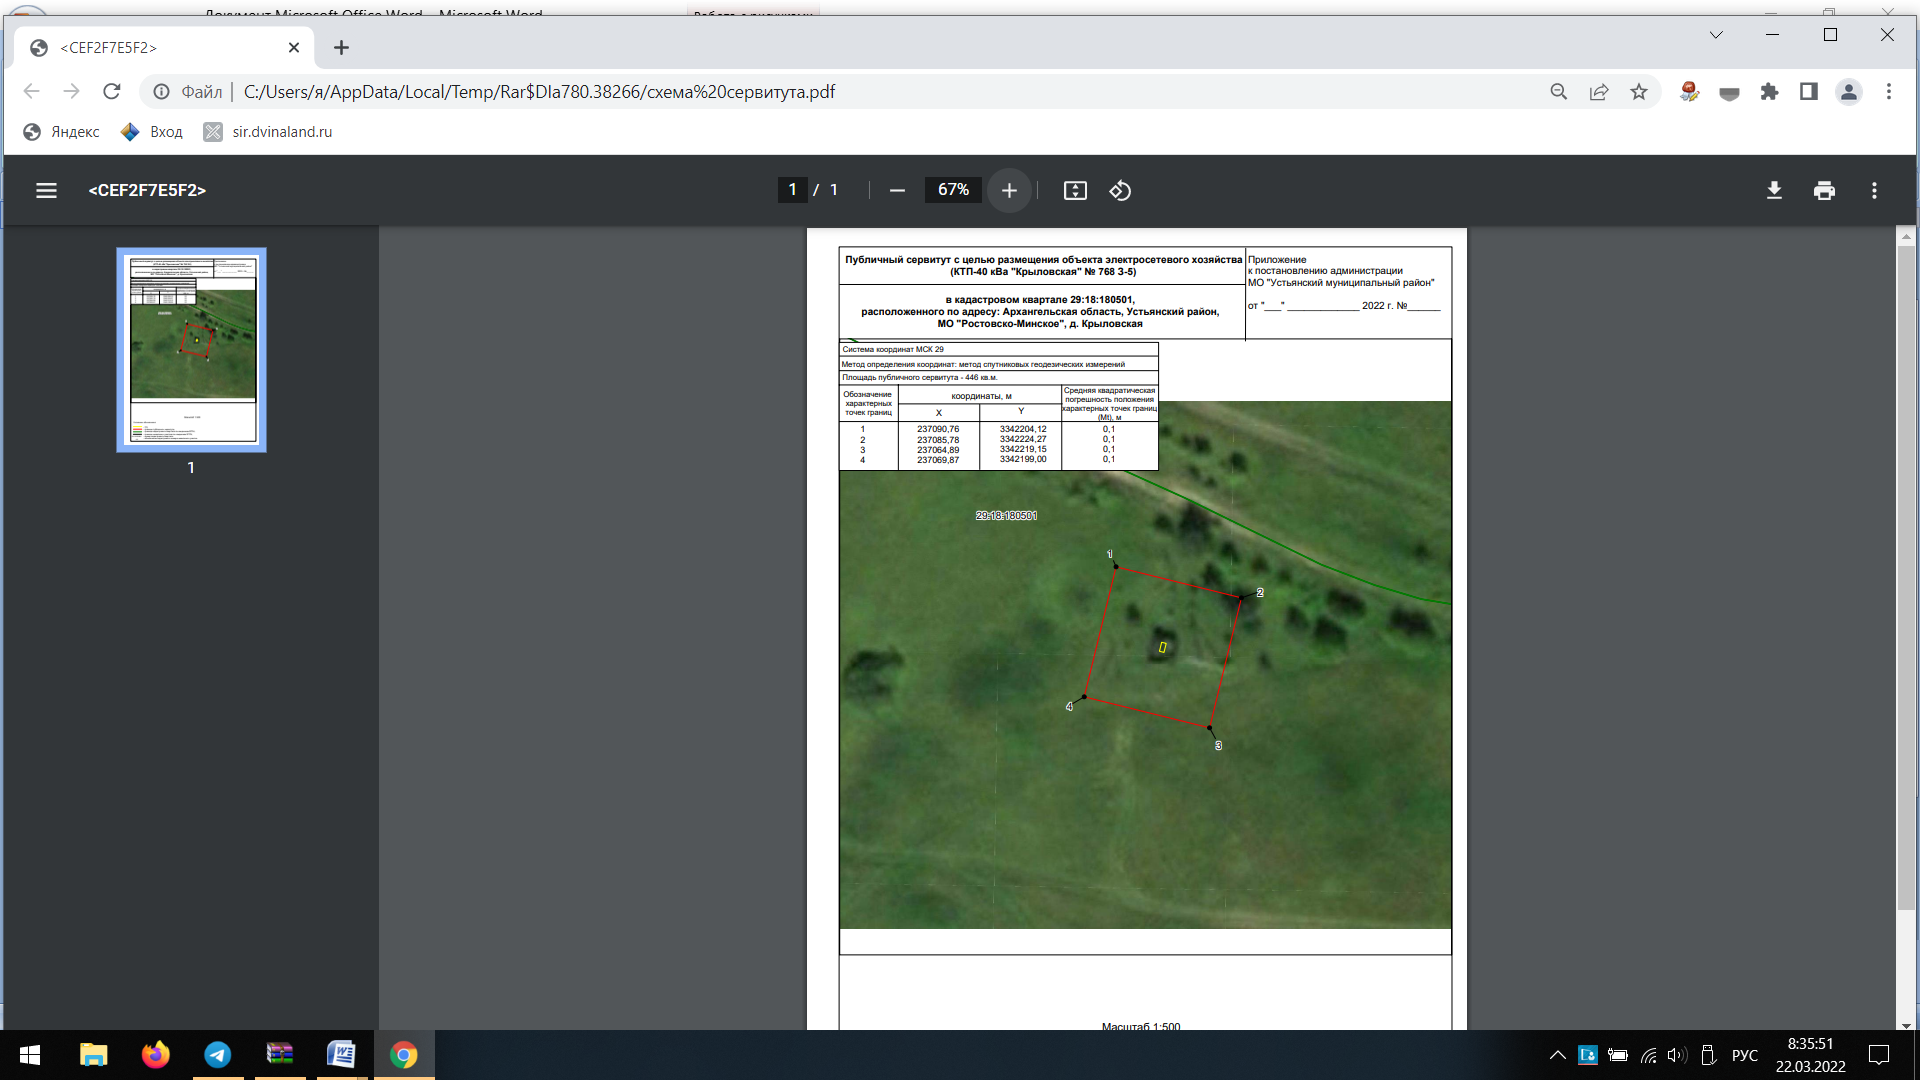 Документ Microsoft Office Word - Microsoft Word
<CEF2F7E5F2>
Файл
C:/Users/я/AppData/Local/Temp/Rar$DIa780.38266/схема%20сервитута.pdf
Яндекс
Вход
sir.dvinaland.ru
<CEF2F7E5F2>
1 / 1
67%
1
Публичный сервитут с целью размещения объекта электросетевого хозяйства
(КТП-40 кВа "Крыловская" № 768 З-5)
в кадастровом квартале 29:18:180501,
расположенного по адресу: Архангельская область, Устьянский район,
МО "Ростовско-Минское", д. Крыловская
Приложение
к постановлению администрации
МО "Устьянский муниципальный район"
от "___" _____________ 2022 г. №______
Система координат МСК 29
Метод определения координат: метод спутниковых геодезических измерений
Площадь публичного сервитута - 446 кв.м.
Обозначение характерных точек границ
координаты, м
X
Y
Средняя квадратическая погрешность положения характерных точек границ (Mt), м
1 237090,76 3342204,12 0,1
2 237085,78 3342224,27 0,1
3 237064,89 3342219,15 0,1
4 237069,87 3342199,00 0,1
29:18:180501
1
2
4
3
Масштаб 1:500
РУС
8:35:51
22.03.2022